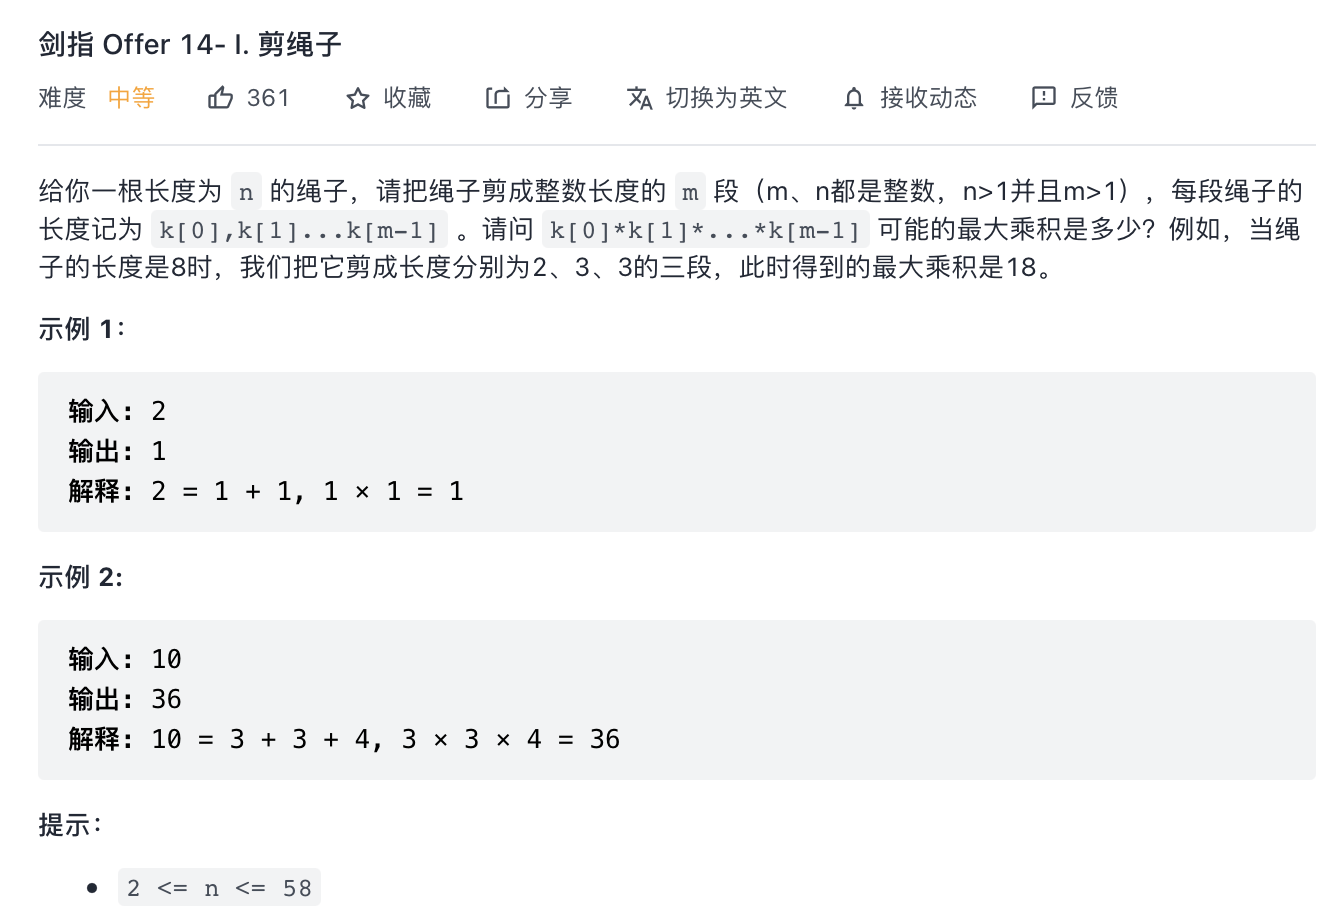 剑指 Offer 14- I. 剪绳子
难度 中等 361 收藏 分享 切换为英文 接收动态 反馈
给你一根长度为 n 的绳子，请把绳子剪成整数长度的 m 段（m、n都是整数，n>1并且m>1），每段绳子的
长度记为 k[0],k[1]...k[m-1] 。请问 k[0]*k[1]*...*k[m-1] 可能的最大乘积是多少？例如，当绳
子的长度是8时，我们把它剪成长度分别为2、3、3的三段，此时得到的最大乘积是18。
示例 1：
输入: 2
输出: 1
解释: 2 = 1 + 1, 1 × 1 = 1
示例 2:
输入: 10
输出: 36
解释: 10 = 3 + 3 + 4, 3 × 3 × 4 = 36
提示：
2 <= n <= 58